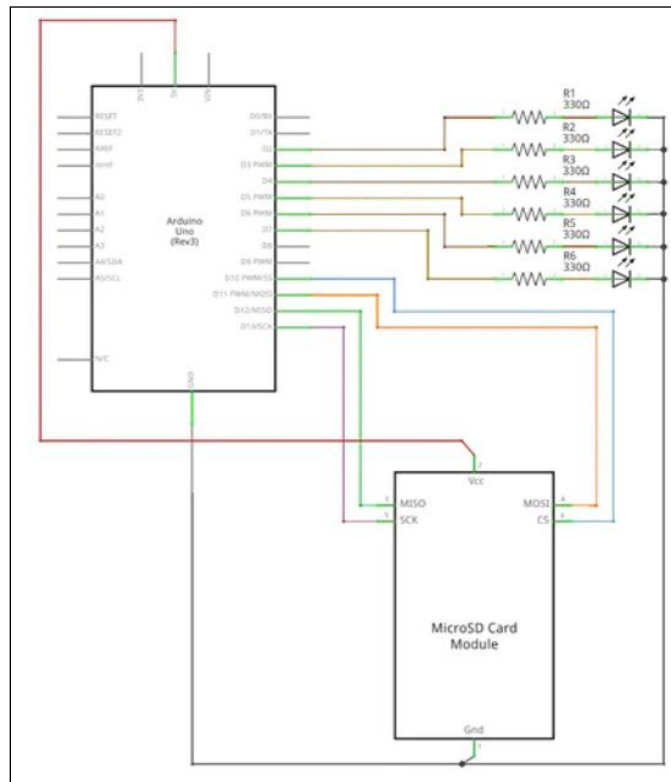 3V3
5V
VIN
RESET
RESET2
AREF
ioref
A0
A1
A2
A3
A4/SDA
A5/SCL
N/C
Arduino
Uno
(Rev3)
D0/RX
D1/TX
D2
D3 PWM
D4
D5 PWM
D6 PWM
D7
D8
D9 PWM
D10 PWM/SS
D11 PWM/MOSI
D12/MISO
D13/SCK
GND
R1
330Ω
R2
330Ω
R3
330Ω
R4
330Ω
R5
330Ω
R6
330Ω
Vcc
MISO
SCK
MOSI
CS
MicroSD Card
Module
Gnd